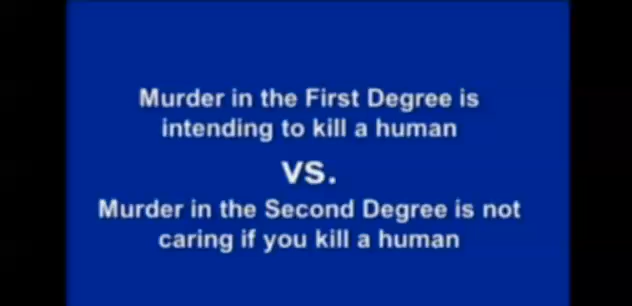 Murder in the First Degree is
intending to kill a human
vs.
Murder in the Second Degree is not
caring if you kill a human